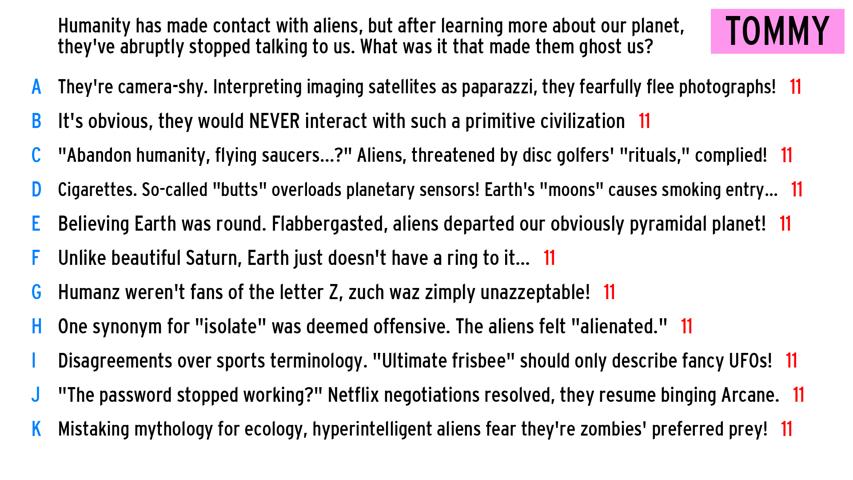 Humanity has made contact with aliens, but after learning more about our planet,
they've abruptly stopped talking to us. What was it that made them ghost us?
TOMMY
A They're camera-shy. Interpreting imaging satellites as paparazzi, they fearfully flee photographs! 11
B It's obvious, they would NEVER interact with such a primitive civilization 11
C "Abandon humanity, flying saucers...?" Aliens, threatened by disc golfers' "rituals," complied! 11
D Cigarettes. So-called "butts" overloads planetary sensors! Earth's "moons" causes smoking entry... 11
E Believing Earth was round. Flabbergasted, aliens departed our obviously pyramidal planet! 11
F Unlike beautiful Saturn, Earth just doesn't have a ring to it... 11
G Humanz weren't fans of the letter Z, zuch waz zimply unazzeptable! 11
H One synonym for "isolate" was deemed offensive. The aliens felt "alienated." 11
I Disagreements over sports terminology. "Ultimate frisbee" should only describe fancy UFOs! 11
J "The password stopped working?" Netflix negotiations resolved, they resume binging Arcane. 11
K Mistaking mythology for ecology, hyperintelligent aliens fear they're zombies' preferred prey! 11